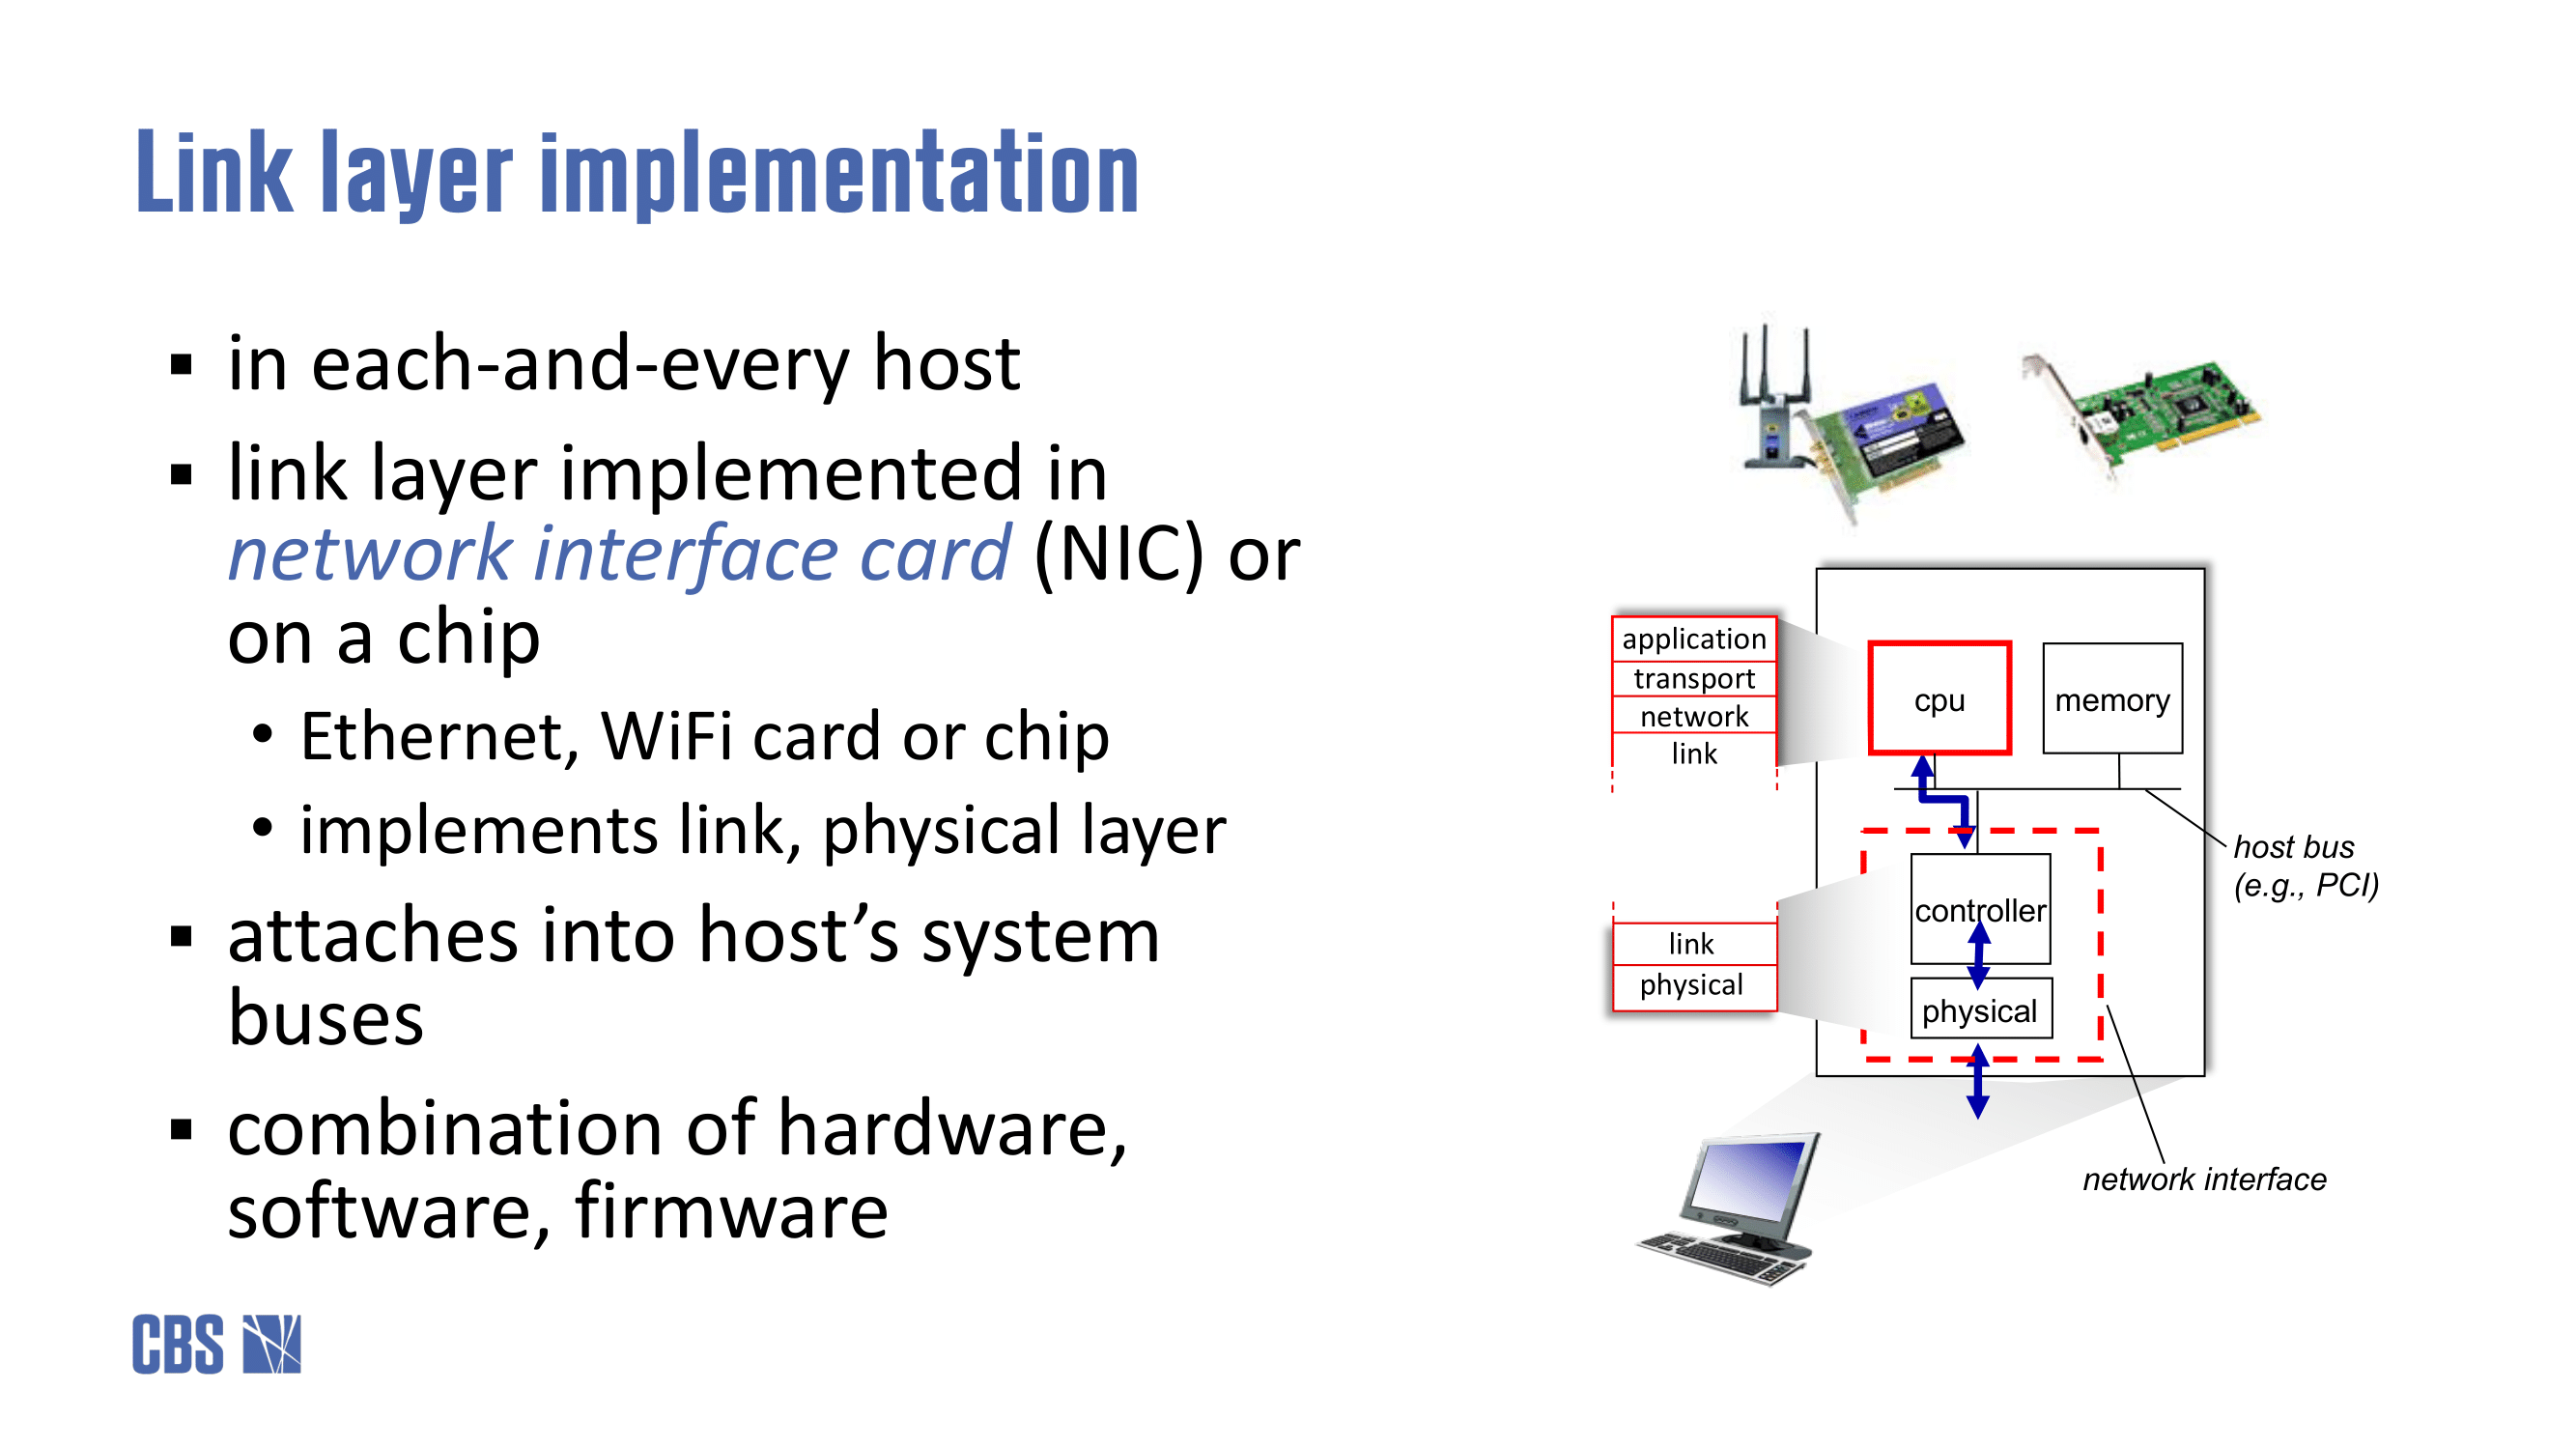 Link layer implementation
▪ in each-and-every host
▪ link layer implemented in
network interface card (NIC) or
on a chip
• Ethernet, WiFi card or chip
• implements link, physical layer
▪ attaches into host’s system
buses
▪ combination of hardware,
software, firmware
application
transport
network
link
link
physical
cpu
memory
controller
physical
host bus
(e.g., PCI)
network interface
CBS